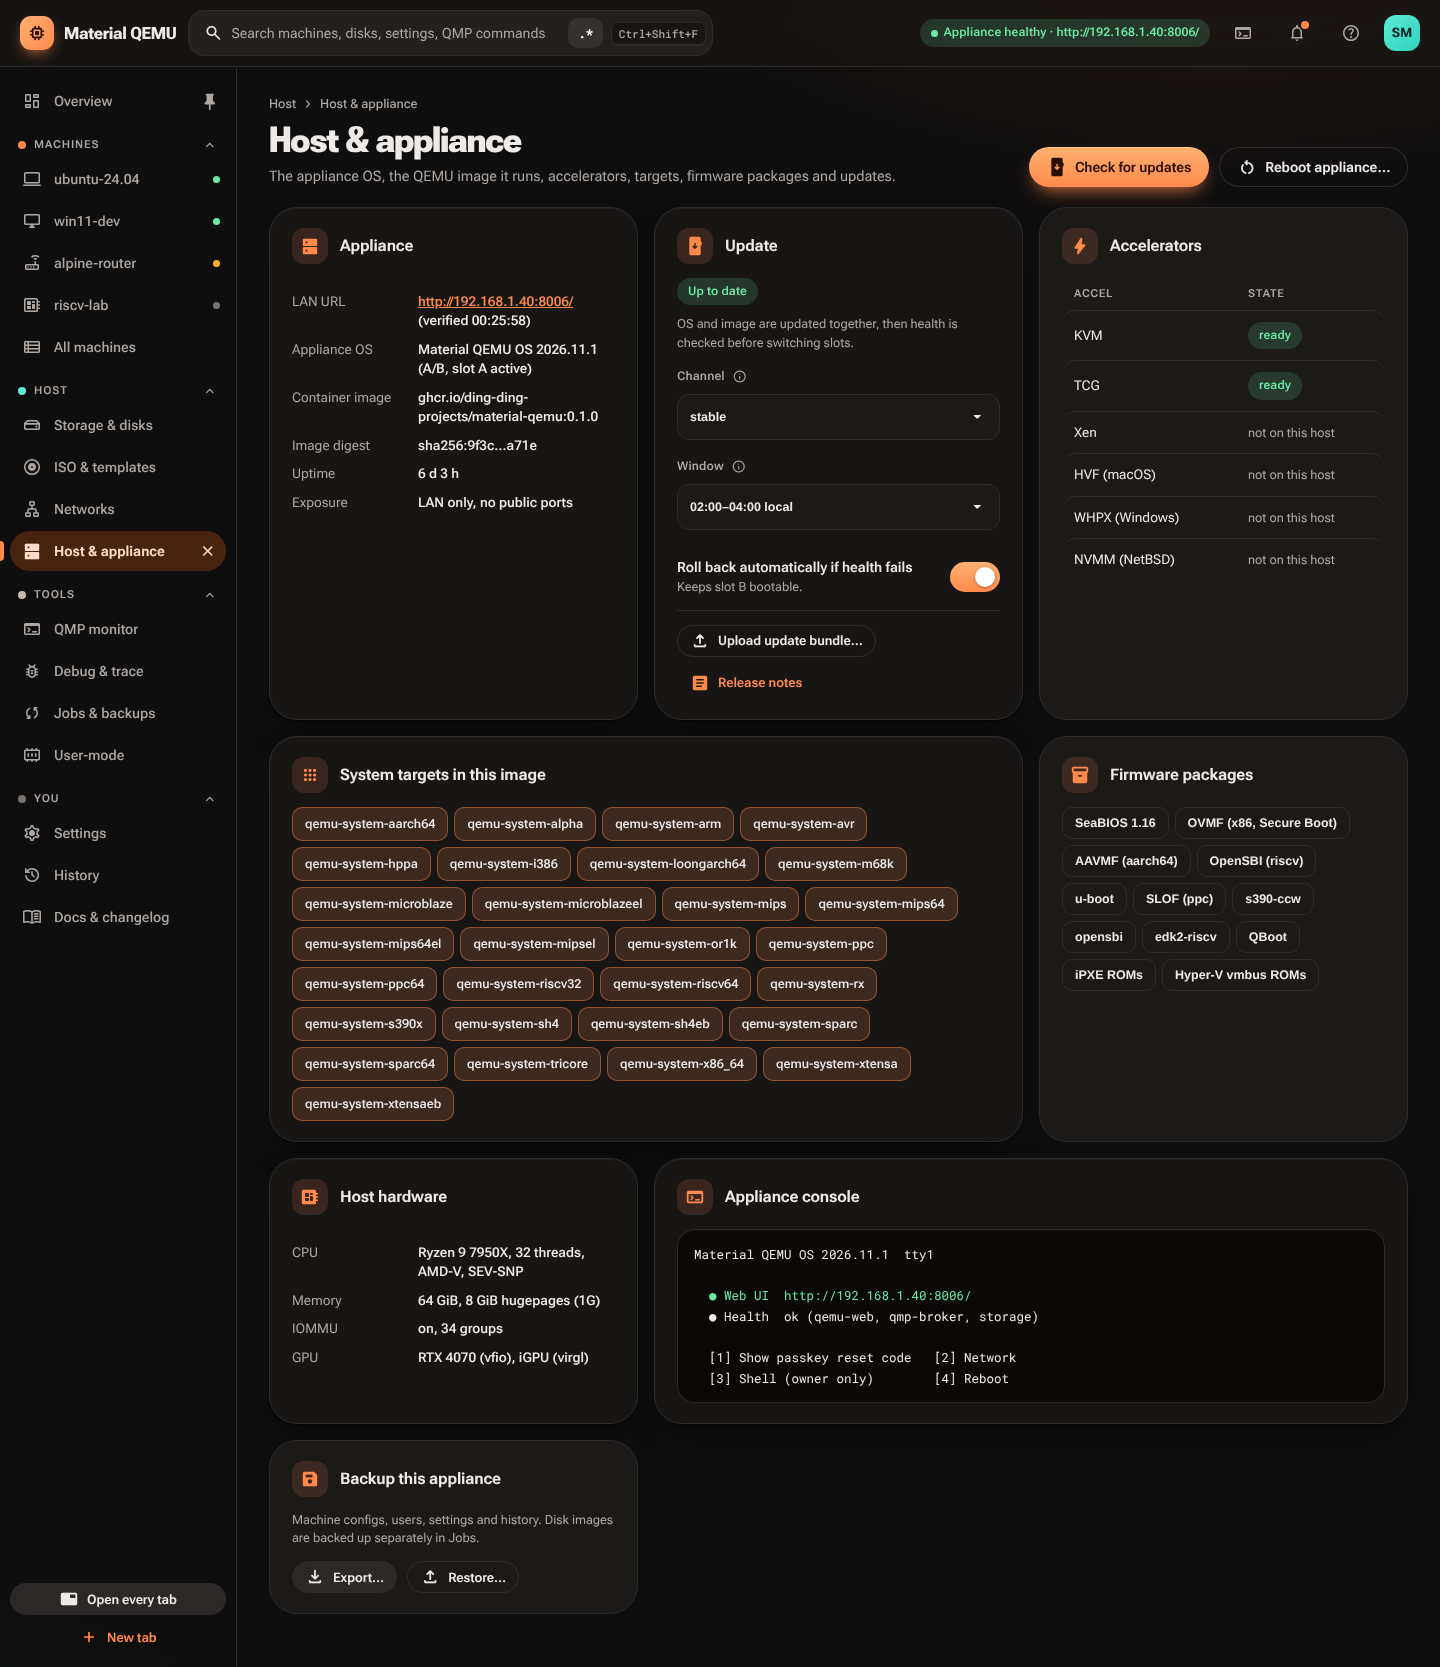 Material QEMU
Search machines, disks, settings, QMP commands
.*
Ctrl+Shift+F
Appliance healthy · http://192.168.1.40:8006/
SM
Overview
MACHINES
ubuntu-24.04
win11-dev
alpine-router
riscv-lab
All machines
HOST
Storage & disks
ISO & templates
Networks
Host & appliance
TOOLS
QMP monitor
Debug & trace
Jobs & backups
User-mode
YOU
Settings
History
Docs & changelog
Open every tab
New tab
Host > Host & appliance
Host & appliance
The appliance OS, the QEMU image it runs, accelerators, targets, firmware packages and updates.
Check for updates
Reboot appliance...
Appliance
LAN URL http://192.168.1.40:8006/
(verified 00:25:58)
Appliance OS Material QEMU OS 2026.11.1
(A/B, slot A active)
Container image ghcr.io/ding-ding-
projects/material-qemu:0.1.0
Image digest sha256:9f3c...a71e
Uptime 6 d 3 h
Exposure LAN only, no public ports
Update
Up to date
OS and image are updated together, then health is
checked before switching slots.
Channel
stable
Window
02:00–04:00 local
Roll back automatically if health fails
Keeps slot B bootable.
Upload update bundle...
Release notes
Accelerators
ACCEL STATE
KVM ready
TCG ready
Xen not on this host
HVF (macOS) not on this host
WHPX (Windows) not on this host
NVMM (NetBSD) not on this host
System targets in this image
qemu-system-aarch64 qemu-system-alpha qemu-system-arm qemu-system-avr
qemu-system-hppa qemu-system-i386 qemu-system-loongarch64 qemu-system-m68k
qemu-system-microblaze qemu-system-microblazeel qemu-system-mips qemu-system-mips64
qemu-system-mips64el qemu-system-mipsel qemu-system-or1k qemu-system-ppc
qemu-system-ppc64 qemu-system-riscv32 qemu-system-riscv64 qemu-system-rx
qemu-system-s390x qemu-system-sh4 qemu-system-sh4eb qemu-system-sparc
qemu-system-sparc64 qemu-system-tricore qemu-system-x86_64 qemu-system-xtensa
qemu-system-xtensaeb
Firmware packages
SeaBIOS 1.16 OVMF (x86, Secure Boot)
AAVMF (aarch64) OpenSBI (riscv)
u-boot SLOF (ppc) s390-ccw
opensbi edk2-riscv QBoot
iPXE ROMs Hyper-V vmbus ROMs
Host hardware
CPU Ryzen 9 7950X, 32 threads,
AMD-V, SEV-SNP
Memory 64 GiB, 8 GiB hugepages (1G)
IOMMU on, 34 groups
GPU RTX 4070 (vfio), iGPU (virgl)
Appliance console
Material QEMU OS 2026.11.1 tty1
● Web UI http://192.168.1.40:8006/
● Health ok (qemu-web, qmp-broker, storage)
[1] Show passkey reset code [2] Network
[3] Shell (owner only) [4] Reboot
Backup this appliance
Machine configs, users, settings and history. Disk images
are backed up separately in Jobs.
Export...
Restore...